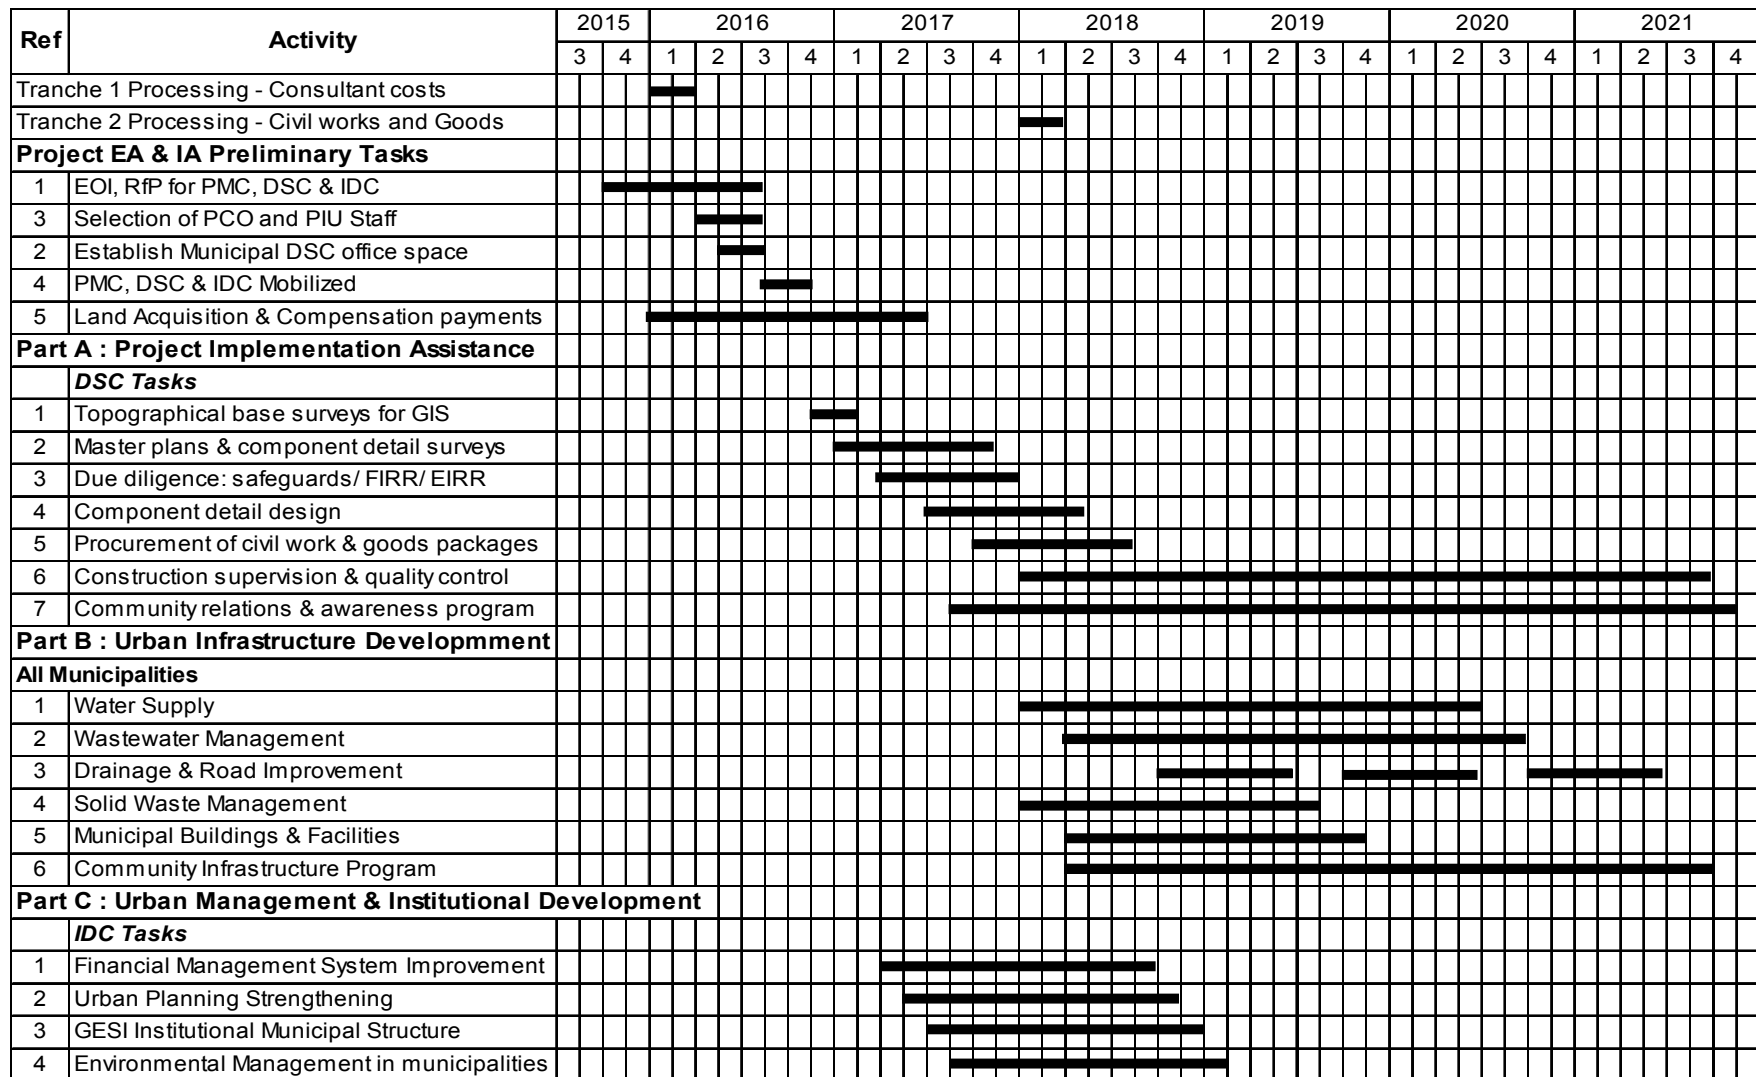 Ref Activity 2015 2016 2017 2018 2019 2020 2021
3 4 1 2 3 4 1 2 3 4 1 2 3 4 1 2 3 4 1 2 3 4 1 2 3 4
Tranche 1 Processing - Consultant costs
Tranche 2 Processing - Civil works and Goods
Project EA & IA Preliminary Tasks
1 EOI, RfP for PMC, DSC & IDC
3 Selection of PCO and PIU Staff
2 Establish Municipal DSC office space
4 PMC, DSC & IDC Mobilized
5 Land Acquisition & Compensation payments
Part A : Project Implementation Assistance
DSC Tasks
1 Topographical base surveys for GIS
2 Master plans & component detail surveys
3 Due diligence: safeguards/ FIRR/ EIRR
4 Component detail design
5 Procurement of civil work & goods packages
6 Construction supervision & quality control
7 Community relations & awareness program
Part B : Urban Infrastructure Developmment
All Municipalities
1 Water Supply
2 Wastewater Management
3 Drainage & Road Improvement
4 Solid Waste Management
5 Municipal Buildings & Facilities
6 Community Infrastructure Program
Part C : Urban Management & Institutional Development
IDC Tasks
1 Financial Management System Improvement
2 Urban Planning Strengthening
3 GESI Institutional Municipal Structure
4 Environmental Management in municipalities